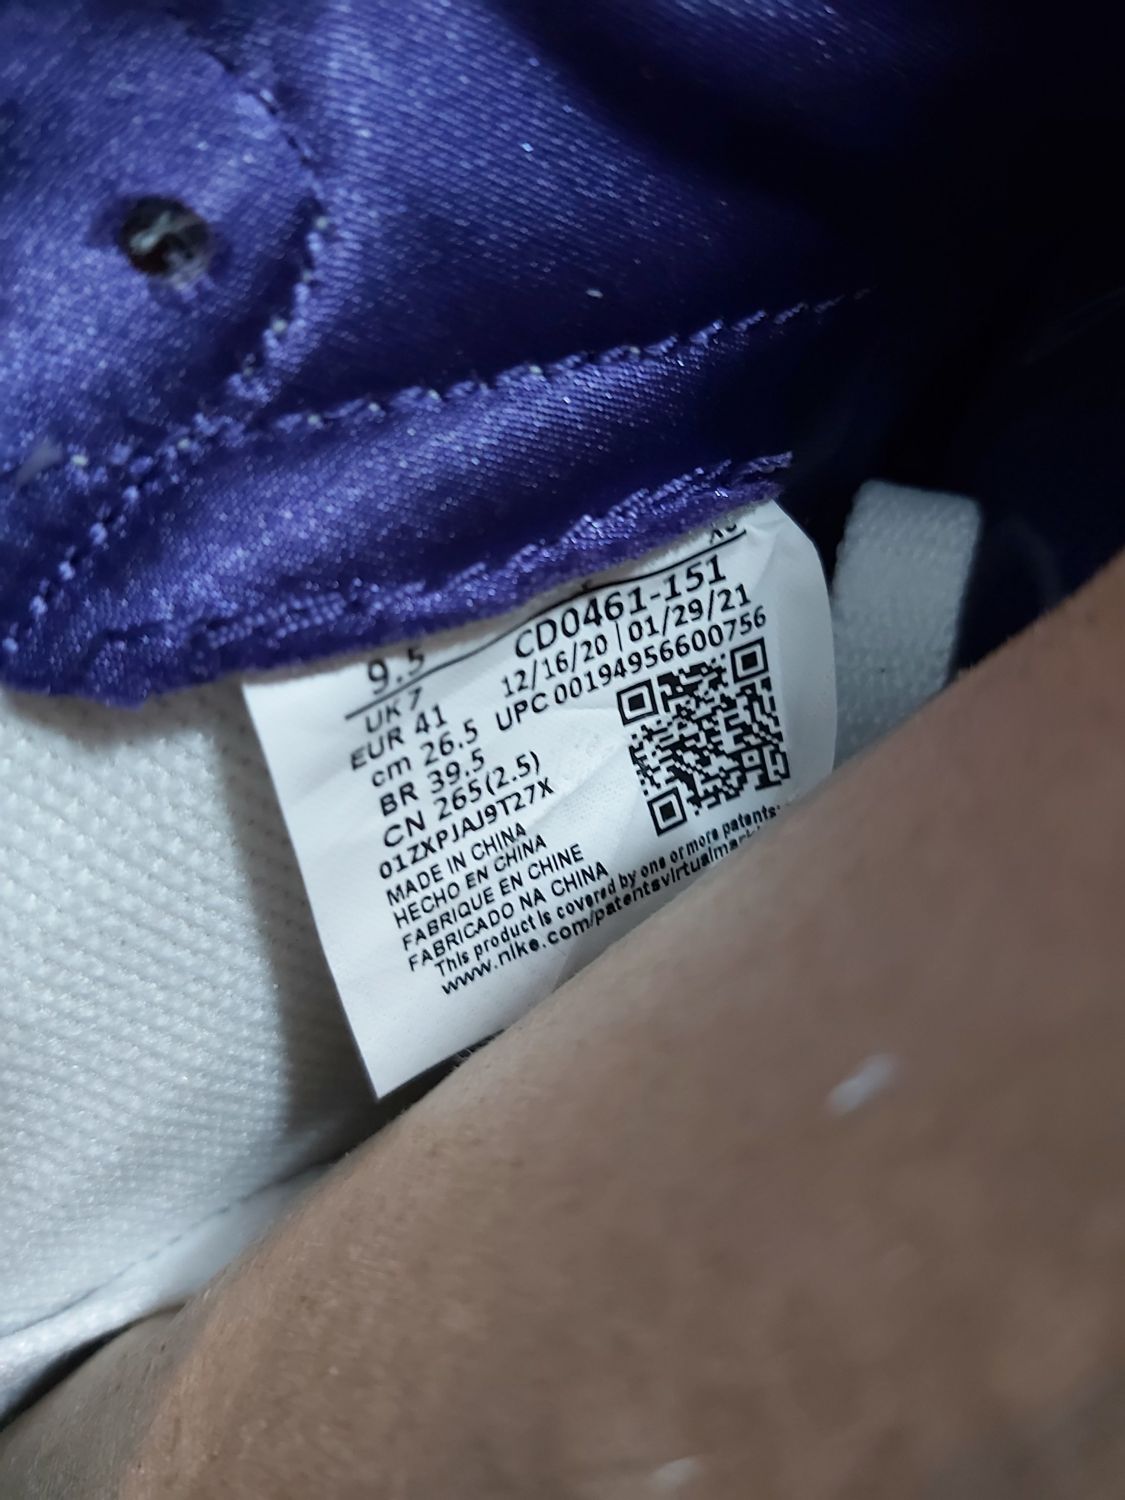 9.5
CD0461-151
UK 7
12/16/20 | 01/29/21
EUR 41
UPC 00194956600756
cm 26.5
BR 39.5
CN 265(2.5)
01ZXPJAJ9T27X
MADE IN CHINA
HECHO EN CHINA
FABRIQUE EN CHINE
FABRICADO NA CHINA
This product is covered by one or more patents:
www.nike.com/patentsvirtualmar